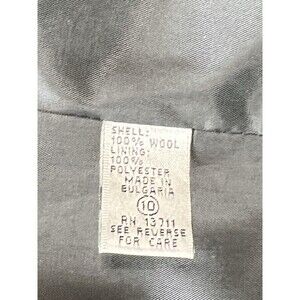 SHELL:
100% WOOL
LINING:
100%
POLYESTER
MADE IN
BULGARIA
10
RN 13711
SEE REVERSE
FOR CARE